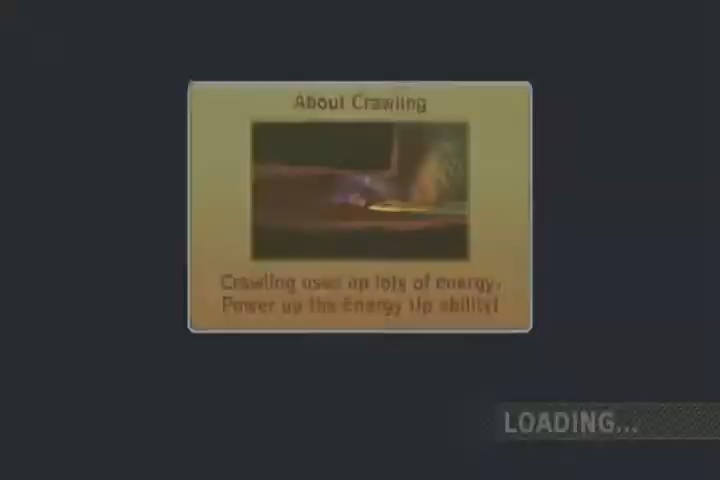 About Crawling
Crawling uses up lots of energy.
Power up the Energy Up ability!
LOADING...